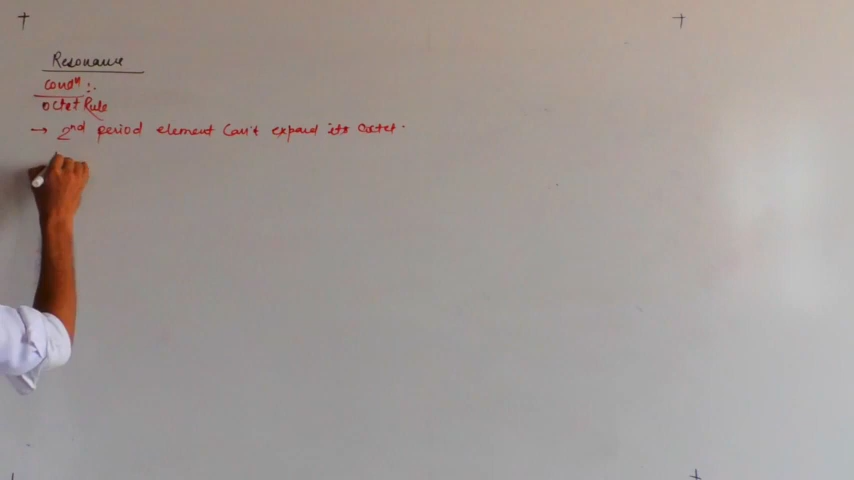 Resonance
Condⁿ :-
Octet Rule
→ 2nd period element Can't expand its Octet.